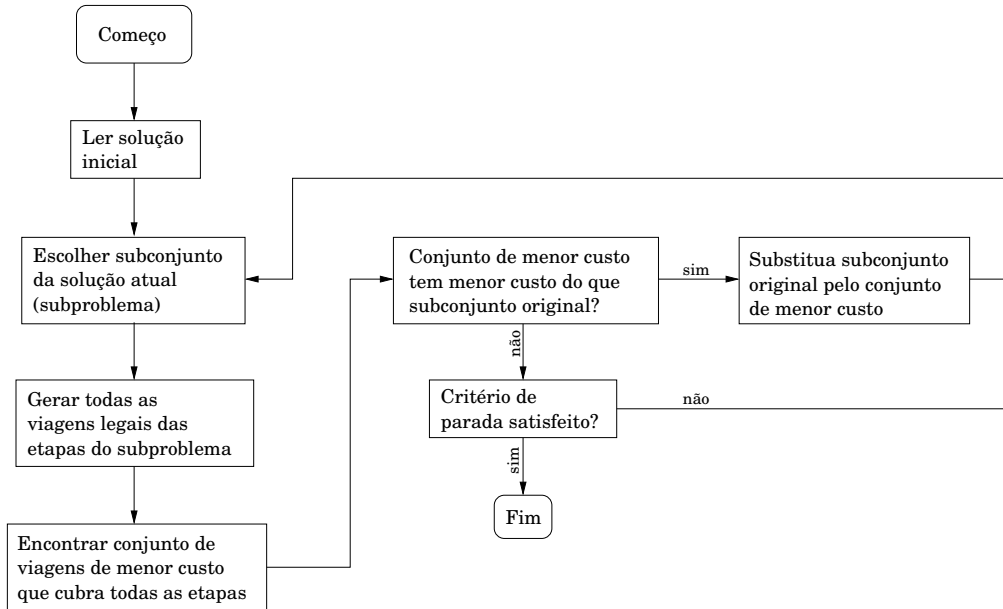 Começo
Ler solução
inicial
Escolher subconjunto
da solução atual
(subproblema)
Gerar todas as
viagens legais das
etapas do subproblema
Encontrar conjunto de
viagens de menor custo
que cubra todas as etapas
Conjunto de menor custo
tem menor custo do que
subconjunto original?
sim
Substitua subconjunto
original pelo conjunto
de menor custo
não
Critério de
parada satisfeito?
não
sim
Fim